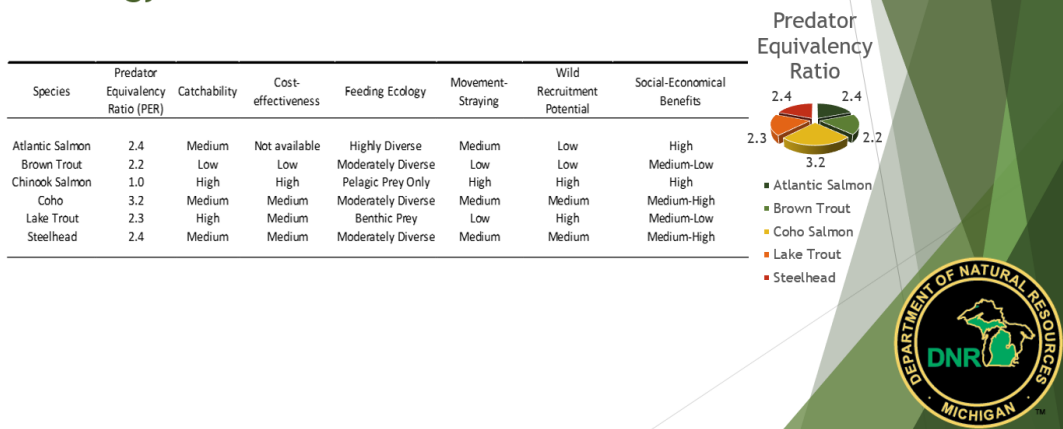 Species Predator Equivalency Ratio (PER) Catchability Cost-effectiveness Feeding Ecology Movement-Straying Wild Recruitment Potential Social-Economical Benefits
Atlantic Salmon 2.4 Medium Not available Highly Diverse Medium Low High
Brown Trout 2.2 Low Low Moderately Diverse Low Low Medium-Low
Chinook Salmon 1.0 High High Pelagic Prey Only High High High
Coho 3.2 Medium Medium Moderately Diverse Medium Medium Medium-High
Lake Trout 2.3 High Medium Benthic Prey Low High Medium-Low
Steelhead 2.4 Medium Medium Moderately Diverse Medium Medium Medium-High
Predator
Equivalency
Ratio
2.4 2.4
2.3 2.2
3.2
Atlantic Salmon
Brown Trout
Coho Salmon
Lake Trout
Steelhead
DEPARTMENT OF NATURAL RESOURCES
DNR
MICHIGAN
TM